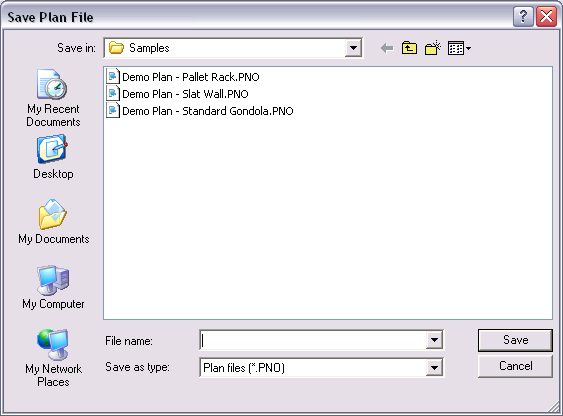 Save Plan File
Save in:
Samples
My Recent
Documents
Desktop
My Documents
My Computer
My Network
Places
Demo Plan - Pallet Rack.PNO
Demo Plan - Slat Wall.PNO
Demo Plan - Standard Gondola.PNO
File name:
Save
Save as type:
Plan files (*.PNO)
Cancel